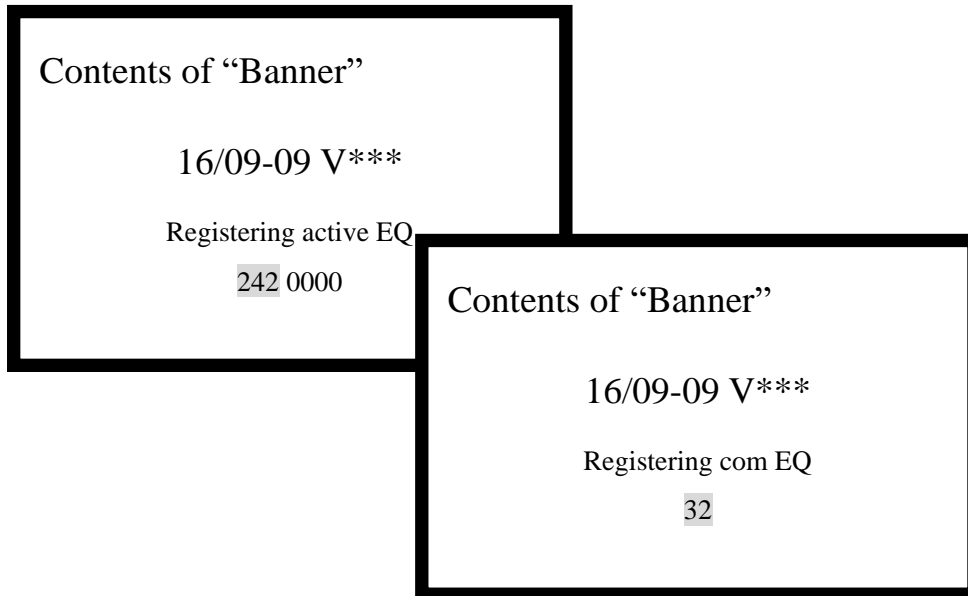 Contents of “Banner”
16/09-09 V***
Registering active EQ
242 0000
Contents of “Banner”
16/09-09 V***
Registering com EQ
32